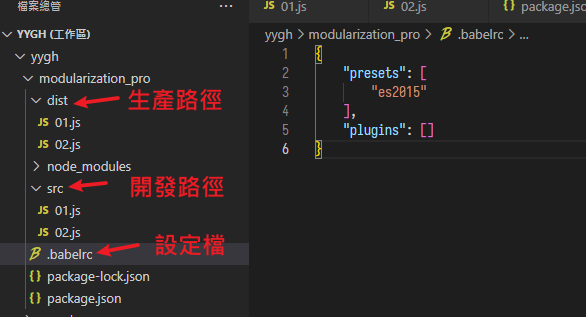 檔案總管 ...
YYGH (工作區)
yygh
modularization_pro
dist
生產路徑
JS 01.js
JS 02.js
node_modules
src
開發路徑
JS 01.js
JS 02.js
.babelrc
設定檔
{} package-lock.json
{} package.json
JS 01.js
JS 02.js
{} package.json
yygh > modularization_pro > .babelrc > ...
1 {
2 "presets": [
3 "es2015"
4 ],
5 "plugins": []
6 }